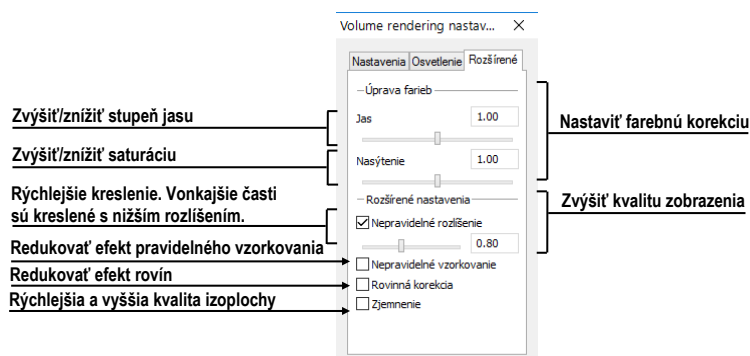 Volume rendering nastav...
Nastavenia Osvetlenie Rozšírené
Úprava farieb
Zvýšiť/znížiť stupeň jasu
Jas 1.00
Nastaviť farebnú korekciu
Zvýšiť/znížiť saturáciu
Nasýtenie 1.00
Rýchlejšie kreslenie. Vonkajšie časti
sú kreslené s nižším rozlíšením.
Rozšírené nastavenia
Zvýšiť kvalitu zobrazenia
Nepravidelné rozlíšenie
0.80
Redukovať efekt pravidelného vzorkovania
Nepravidelné vzorkovanie
Redukovať efekt rovín
Rovinná korekcia
Rýchlejšia a vyššia kvalita izoplochy
Zjemnenie